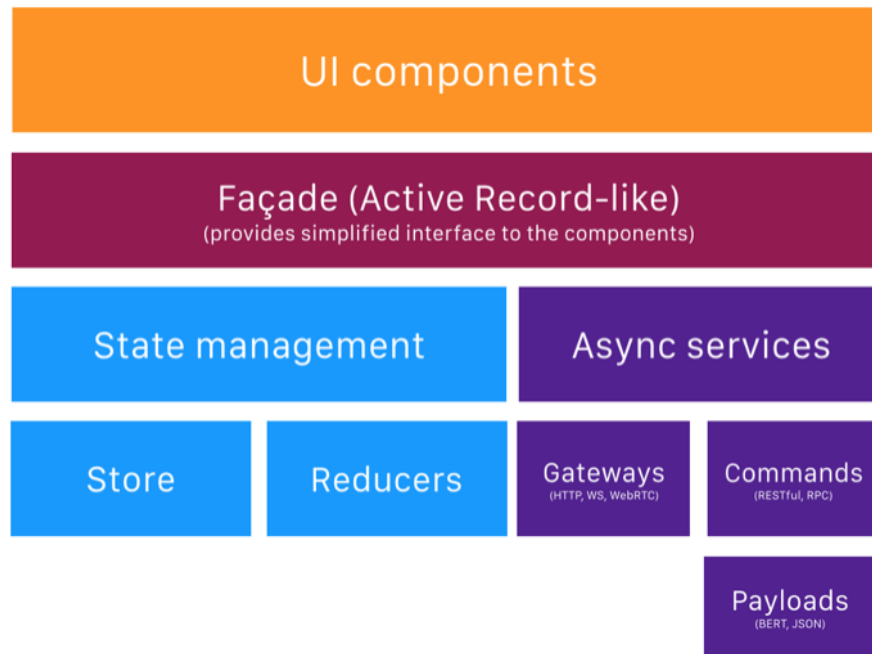 UI components
Façade (Active Record-like)
(provides simplified interface to the components)
State management
Async services
Store
Reducers
Gateways
(HTTP, WS, WebRTC)
Commands
(RESTful, RPC)
Payloads
(BERT, JSON)